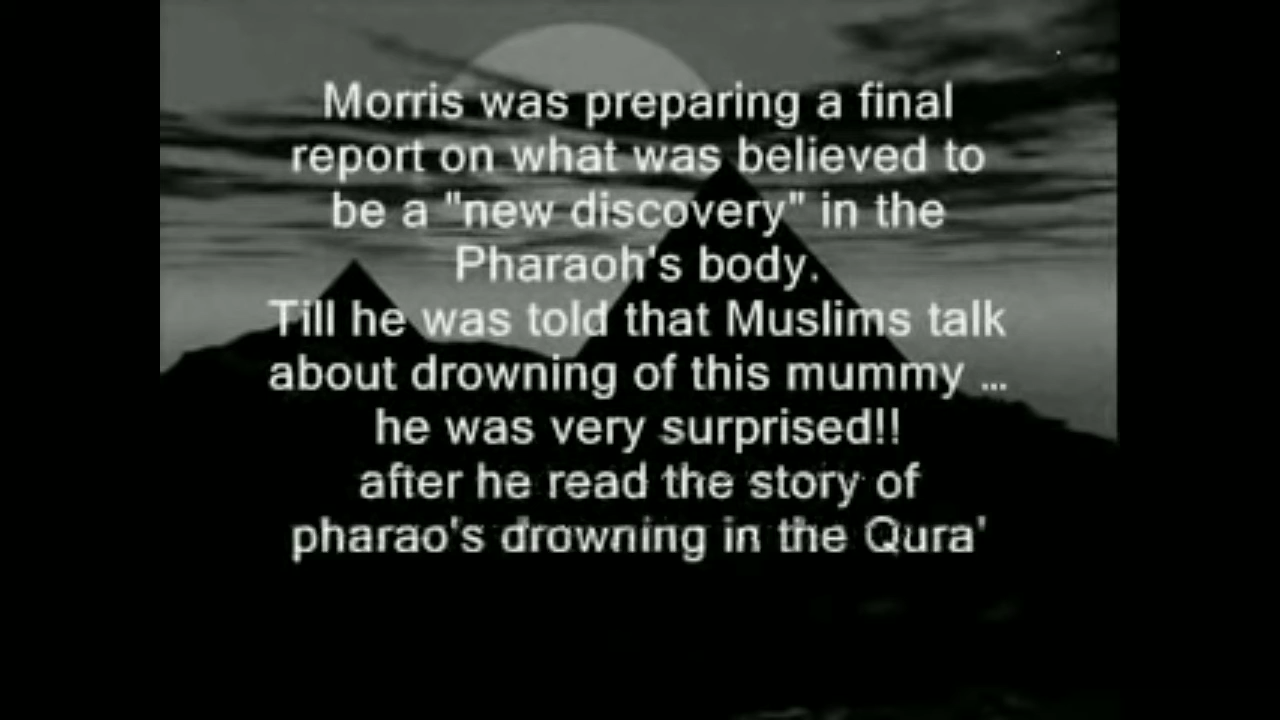 Morris was preparing a final
report on what was believed to
be a "new discovery" in the
Pharaoh's body.
Till he was told that Muslims talk
about drowning of this mummy ...
he was very surprised!!
after he read the story of
pharao's drowning in the Qura'